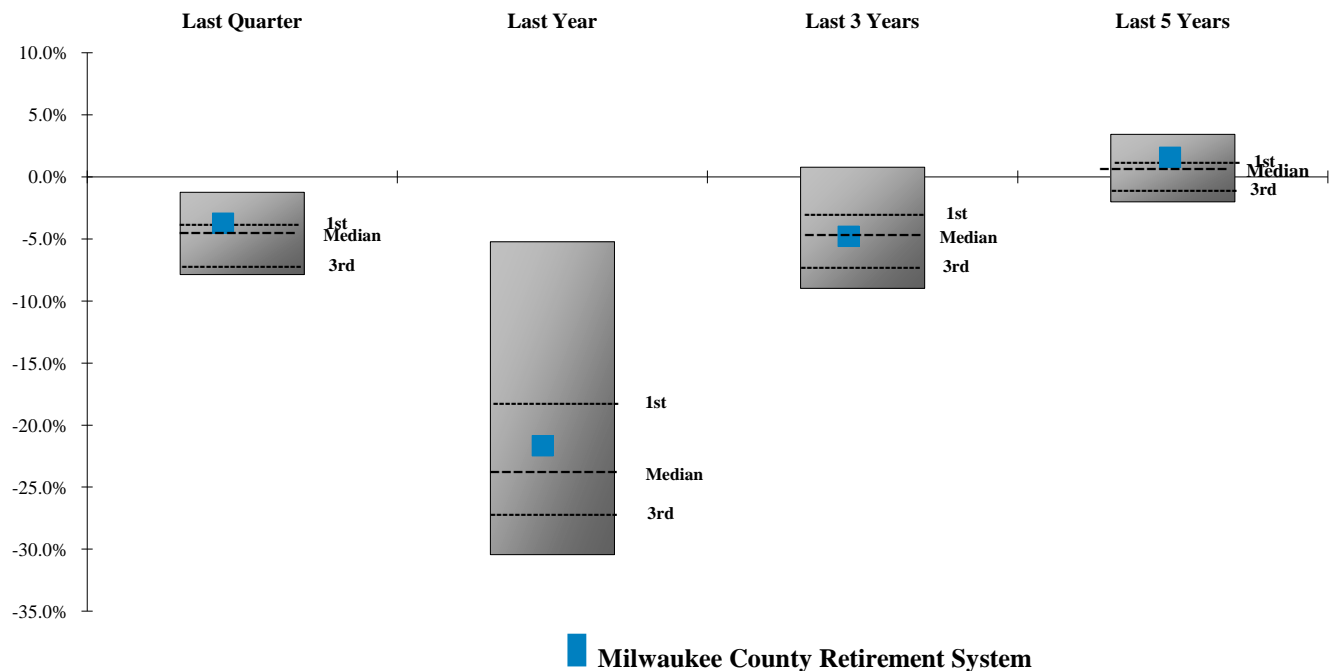 Last Quarter Last Year Last 3 Years Last 5 Years
10.0%
5.0%
0.0%
-5.0%
-10.0%
-15.0%
-20.0%
-25.0%
-30.0%
-35.0%
1st
Median
3rd
1st
Median
3rd
1st
Median
3rd
1st
Median
3rd
Milwaukee County Retirement System